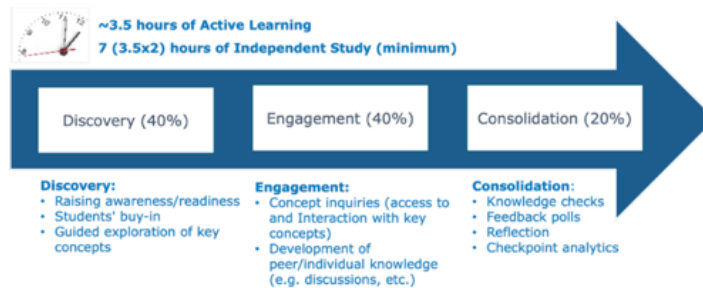 ~3.5 hours of Active Learning
7 (3.5x2) hours of Independent Study (minimum)
Discovery (40%)
Engagement (40%)
Consolidation (20%)
Discovery:
• Raising awareness/readiness
• Students' buy-in
• Guided exploration of key
concepts
Engagement:
• Concept inquiries (access to
and Interaction with key
concepts)
• Development of
peer/individual knowledge
(e.g. discussions, etc.)
Consolidation:
• Knowledge checks
• Feedback polls
• Reflection
• Checkpoint analytics